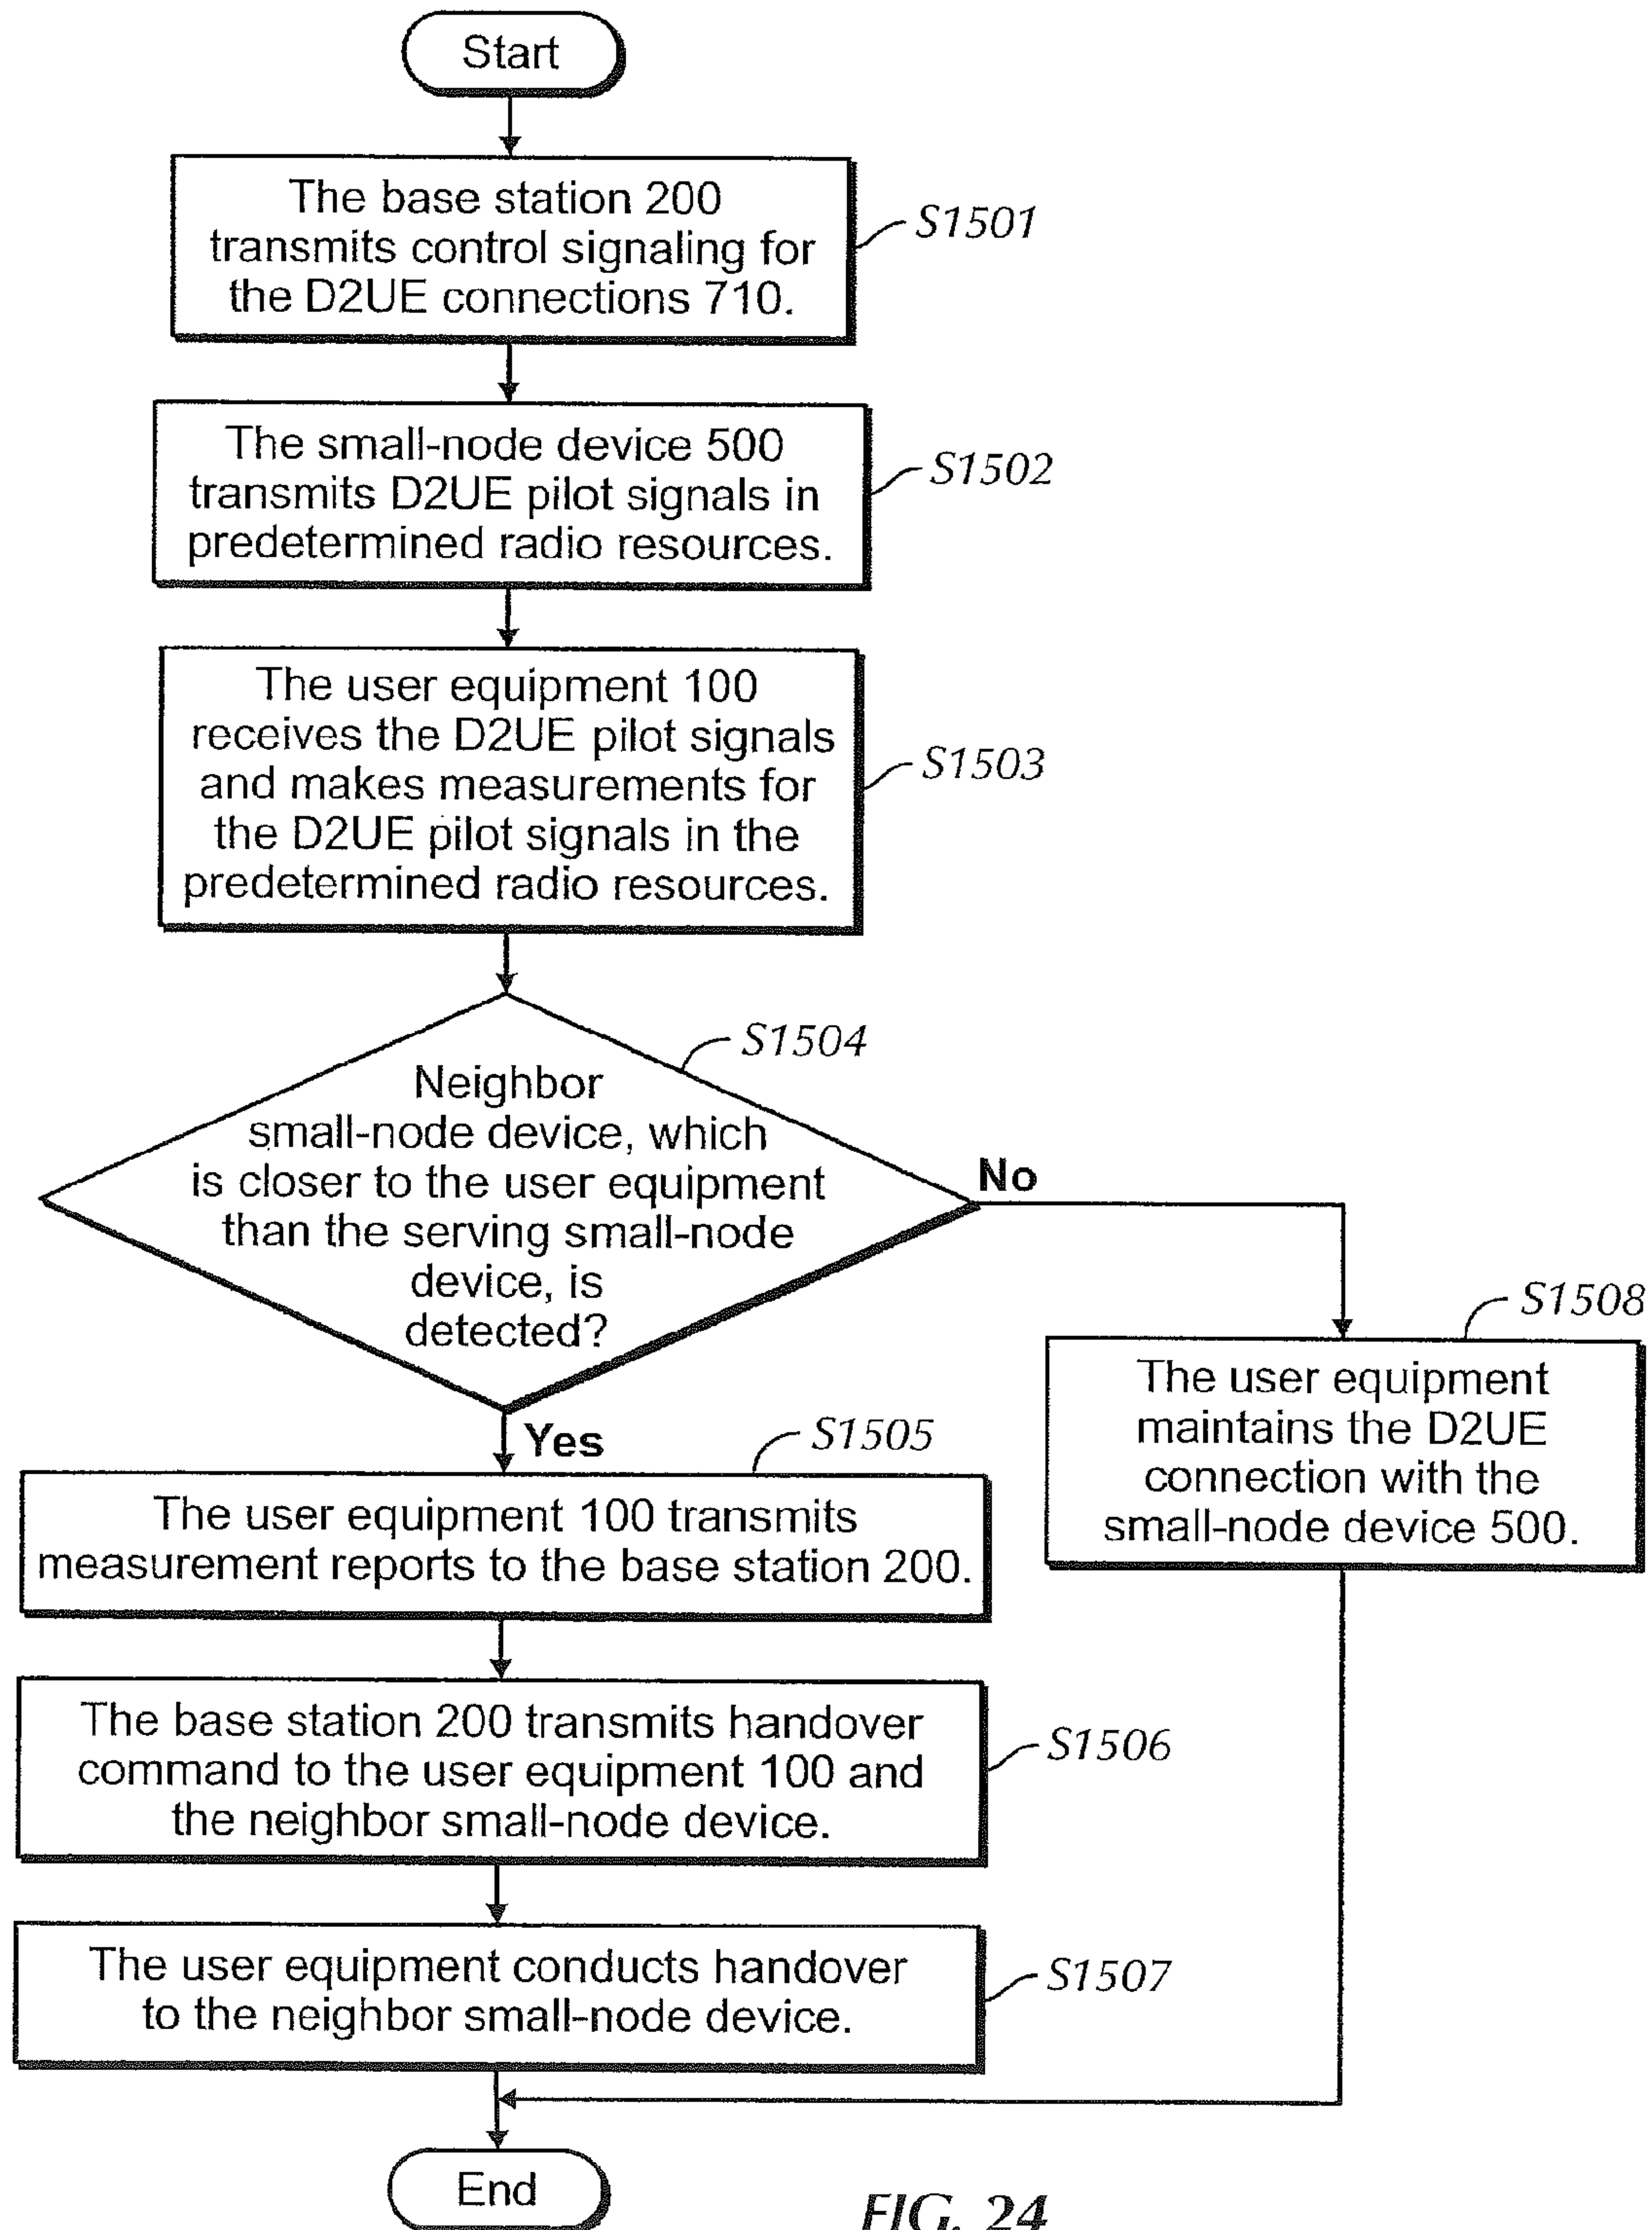 Start
The base station 200
transmits control signaling for
the D2UE connections 710.
S1501
The small-node device 500
transmits D2UE pilot signals in
predetermined radio resources.
S1502
The user equipment 100
receives the D2UE pilot signals
and makes measurements for
the D2UE pilot signals in the
predetermined radio resources.
S1503
S1504
Neighbor
small-node device, which
is closer to the user equipment
than the serving small-node
device, is
detected?
No
Yes
S1508
The user equipment
maintains the D2UE
connection with the
small-node device 500.
S1505
The user equipment 100 transmits
measurement reports to the base station 200.
The base station 200 transmits handover
command to the user equipment 100 and
the neighbor small-node device.
S1506
The user equipment conducts handover
to the neighbor small-node device.
S1507
End
FIG. 24